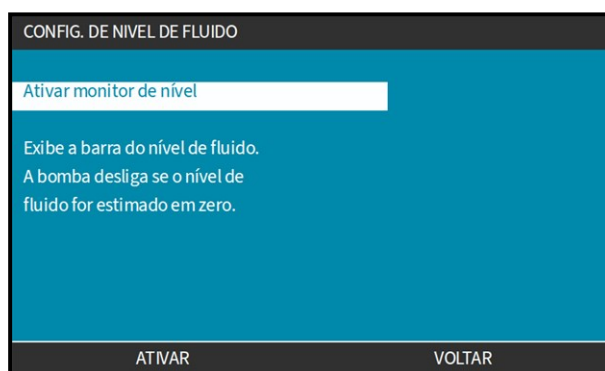 CONFIG. DE NIVEL DE FLUIDO
Ativar monitor de nível
Exibe a barra do nível de fluido.
A bomba desliga se o nível de
fluido for estimado em zero.
ATIVAR VOLTAR